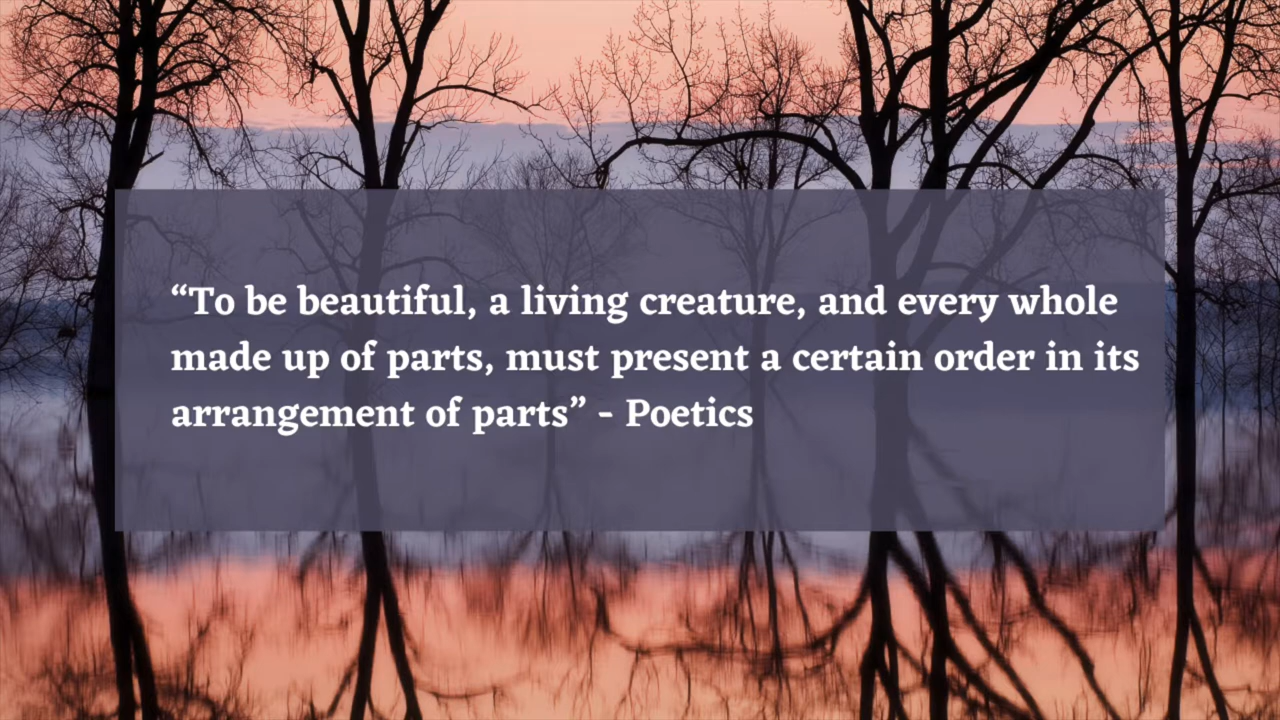 “To be beautiful, a living creature, and every whole
made up of parts, must present a certain order in its
arrangement of parts” - Poetics